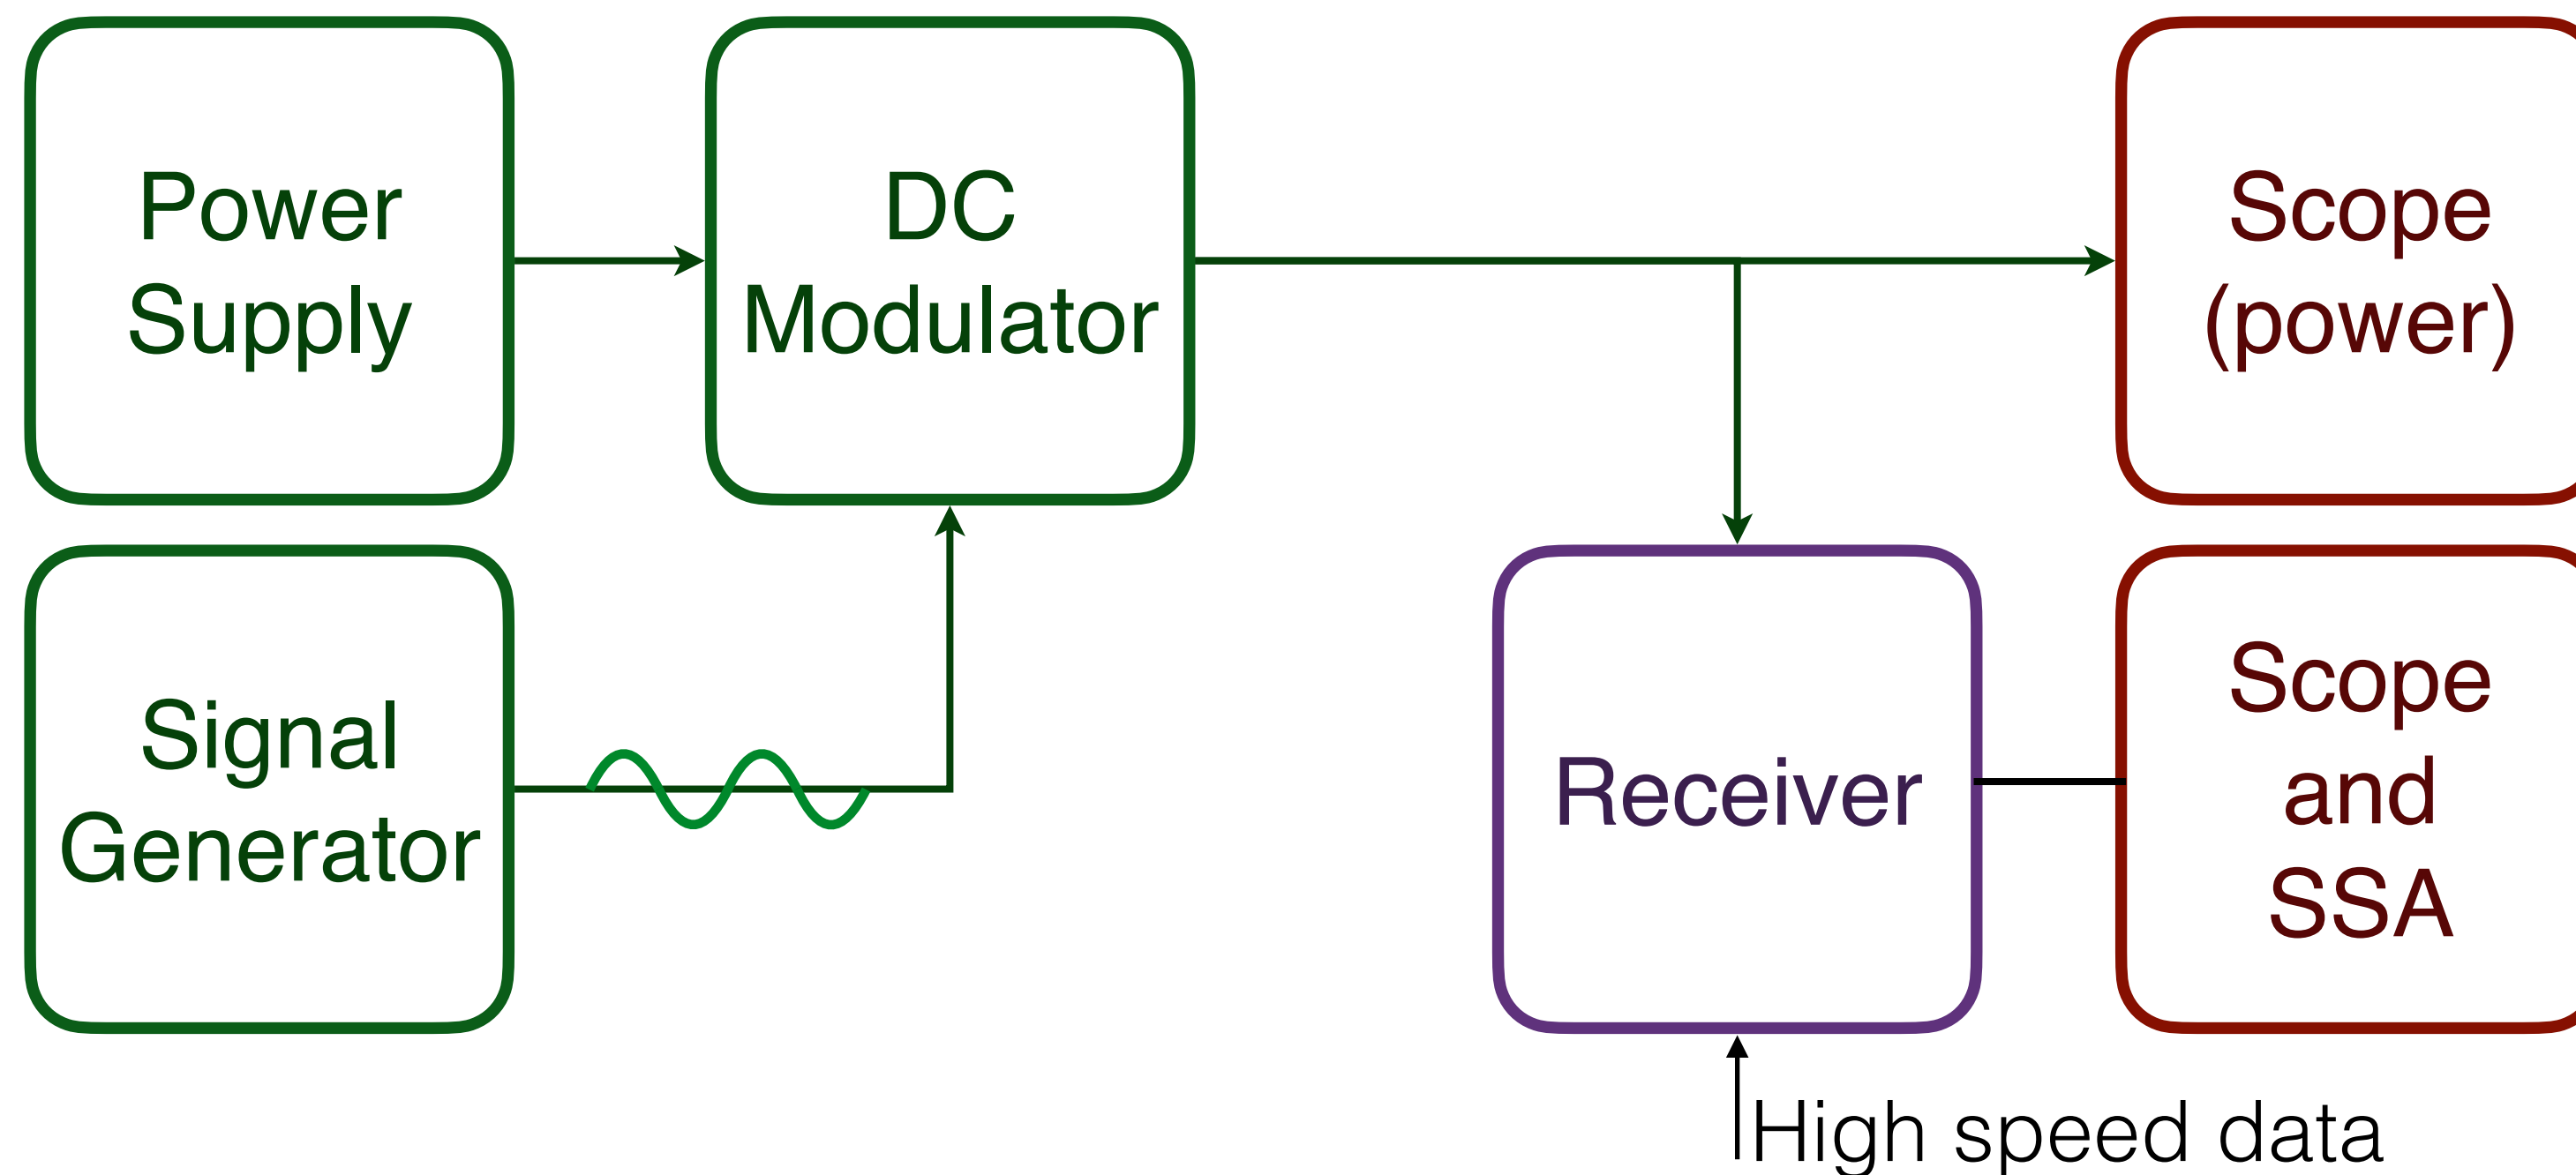 Power
Supply
DC
Modulator
Scope
(power)
Signal
Generator
Receiver
Scope
and
SSA
High speed data